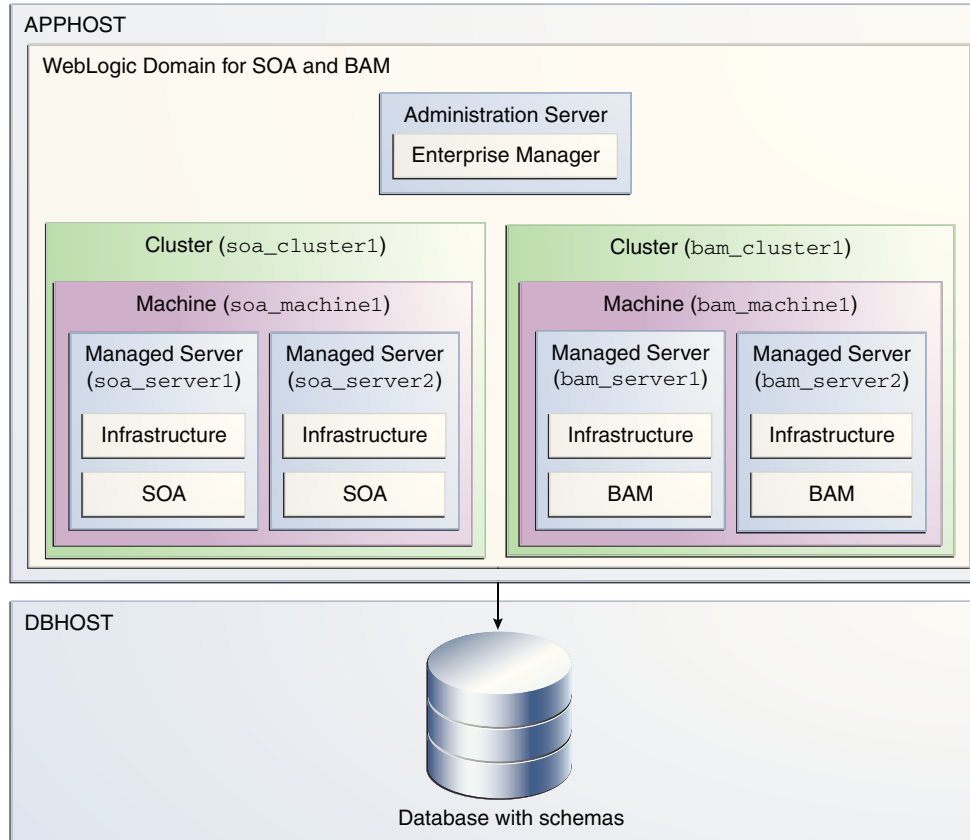 APPHOST
WebLogic Domain for SOA and BAM
Administration Server
Enterprise Manager
Cluster (soa_cluster1)
Machine (soa_machine1)
Managed Server
(soa_server1)
Infrastructure
SOA
Managed Server
(soa_server2)
Infrastructure
SOA
Cluster (bam_cluster1)
Machine (bam_machine1)
Managed Server
(bam_server1)
Infrastructure
BAM
Managed Server
(bam_server2)
Infrastructure
BAM
DBHOST
Database with schemas